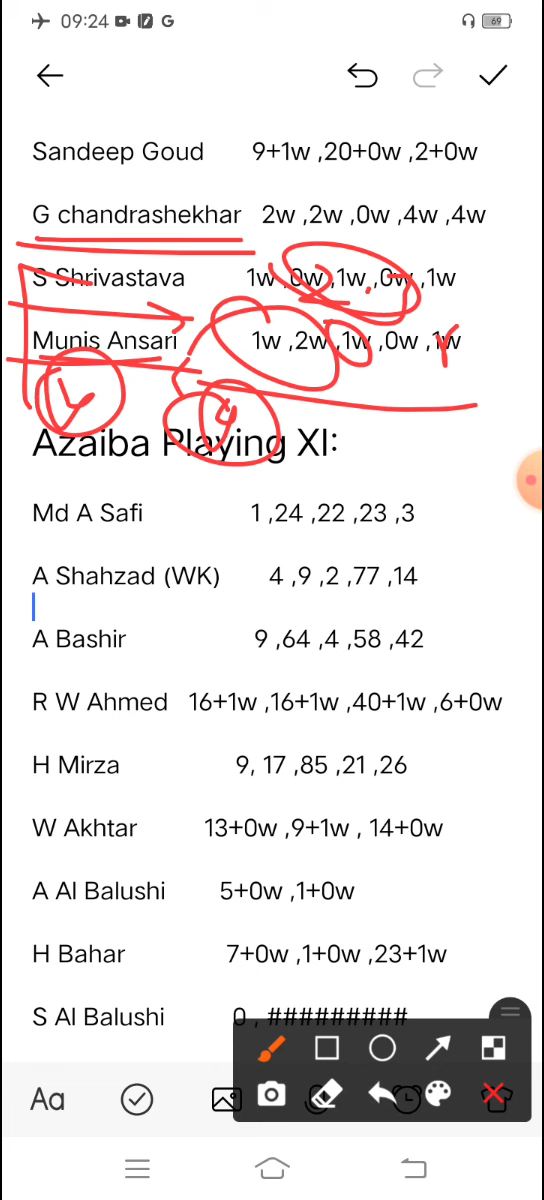 09:24 G 69
Sandeep Goud 9+1w ,20+0w ,2+0w
G chandrashekhar 2w ,2w ,0w ,4w ,4w
S Shrivastava 1w ,0w ,1w ,0w ,1w
Munis Ansari 1w ,2w ,1w ,0w ,1w
4 4
Azaiba Playing XI:
Md A Safi 1 ,24 ,22 ,23 ,3
A Shahzad (WK) 4 ,9 ,2 ,77 ,14
A Bashir 9 ,64 ,4 ,58 ,42
R W Ahmed 16+1w ,16+1w ,40+1w ,6+0w
H Mirza 9, 17 ,85 ,21 ,26
W Akhtar 13+0w ,9+1w , 14+0w
A Al Balushi 5+0w ,1+0w
H Bahar 7+0w ,1+0w ,23+1w
S Al Balushi 0 , #########
Aa